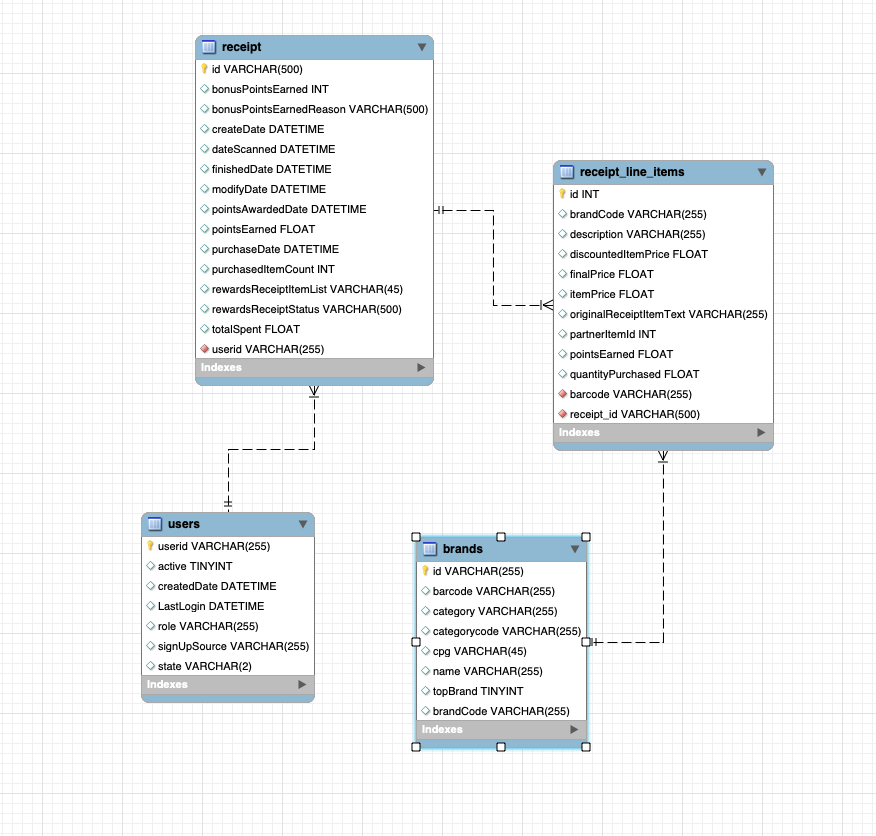 receipt
id VARCHAR(500)
bonusPointsEarned INT
bonusPointsEarnedReason VARCHAR(500)
createDate DATETIME
dateScanned DATETIME
finishedDate DATETIME
modifyDate DATETIME
pointsAwardedDate DATETIME
pointsEarned FLOAT
purchaseDate DATETIME
purchasedItemCount INT
rewardsReceiptItemList VARCHAR(45)
rewardsReceiptStatus VARCHAR(500)
totalSpent FLOAT
userid VARCHAR(255)
Indexes
receipt_line_items
id INT
brandCode VARCHAR(255)
description VARCHAR(255)
discountedItemPrice FLOAT
finalPrice FLOAT
itemPrice FLOAT
originalReceiptItemText VARCHAR(255)
partnerItemId INT
pointsEarned FLOAT
quantityPurchased FLOAT
barcode VARCHAR(255)
receipt_id VARCHAR(500)
Indexes
users
userid VARCHAR(255)
active TINYINT
createdDate DATETIME
LastLogin DATETIME
role VARCHAR(255)
signUpSource VARCHAR(255)
state VARCHAR(2)
Indexes
brands
id VARCHAR(255)
barcode VARCHAR(255)
category VARCHAR(255)
categorycode VARCHAR(255)
cpg VARCHAR(45)
name VARCHAR(255)
topBrand TINYINT
brandCode VARCHAR(255)
Indexes